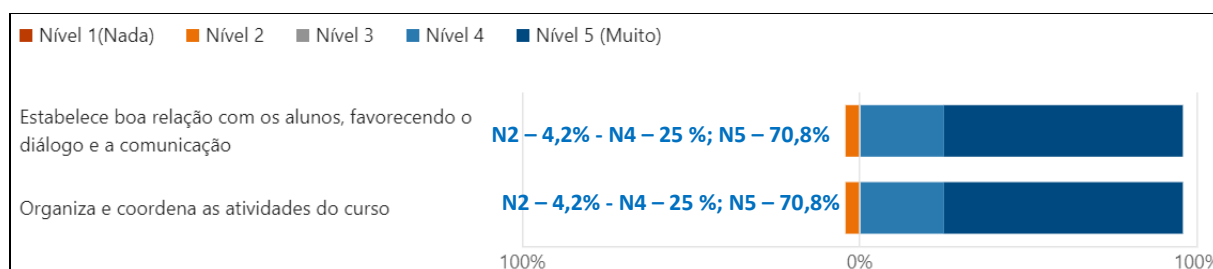 Nível 1(Nada) Nível 2 Nível 3 Nível 4 Nível 5 (Muito)
Estabelece boa relação com os alunos, favorecendo o
diálogo e a comunicação
N2 – 4,2% - N4 – 25 %; N5 – 70,8%
Organiza e coordena as atividades do curso
N2 – 4,2% - N4 – 25 %; N5 – 70,8%
100% 0% 100%